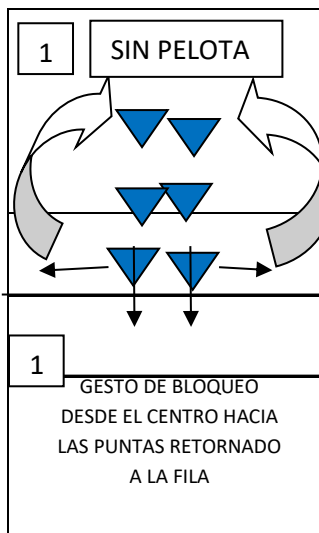 1
SIN PELOTA
1
GESTO DE BLOQUEO
DESDE EL CENTRO HACIA
LAS PUNTAS RETORNADO
A LA FILA